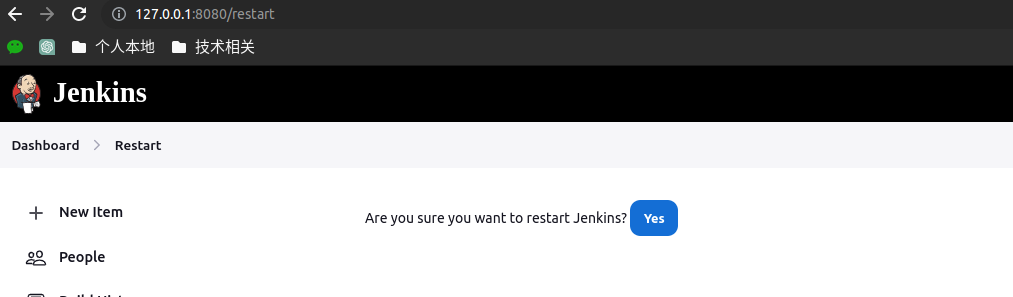 127.0.0.1:8080/restart
个人本地 技术相关
Jenkins
Dashboard > Restart
New Item
Are you sure you want to restart Jenkins? Yes
People